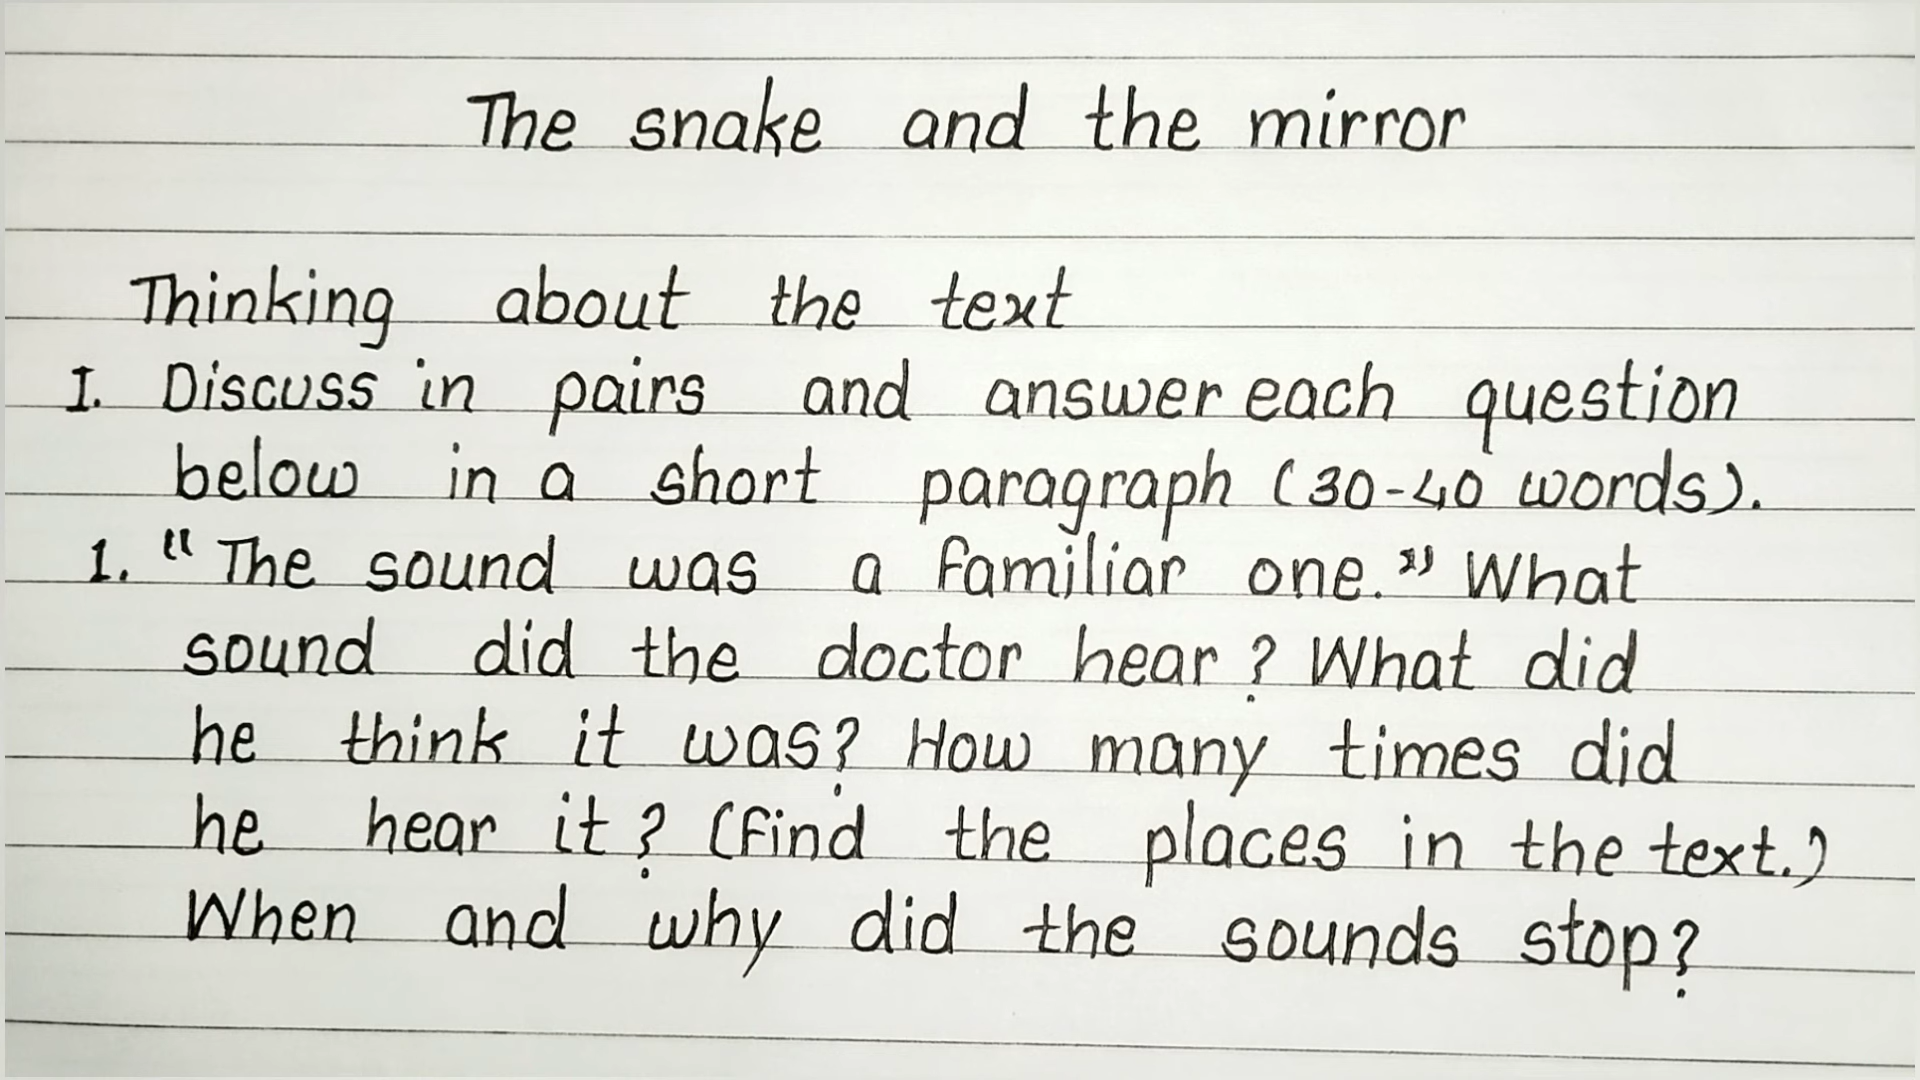 The snake and the mirror
Thinking about the text
I. Discuss in pairs and answer each question
below in a short paragraph (30-40 words).
1. "The sound was a familiar one." What
sound did the doctor hear? What did
he think it was? How many times did
he hear it? (Find the places in the text.)
When and why did the sounds stop?